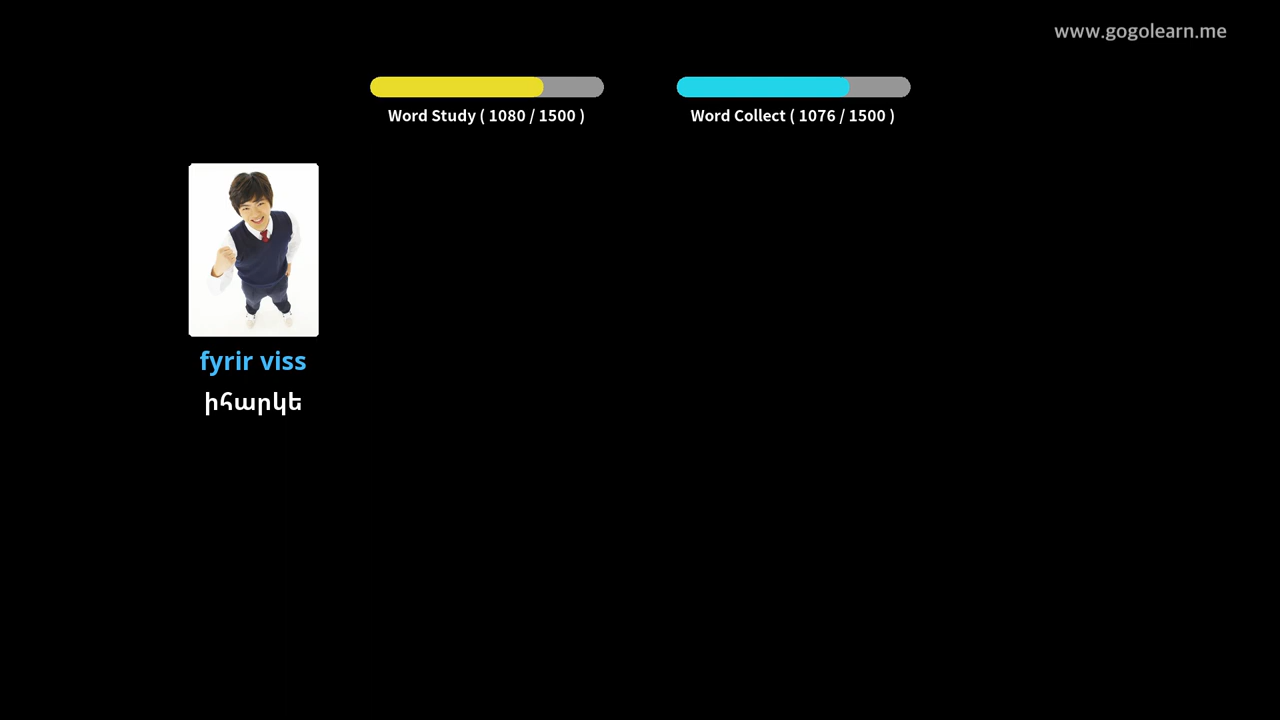 www.gogolearn.me
Word Study ( 1080 / 1500 )
Word Collect ( 1076 / 1500 )
fyrir viss
իհարկե